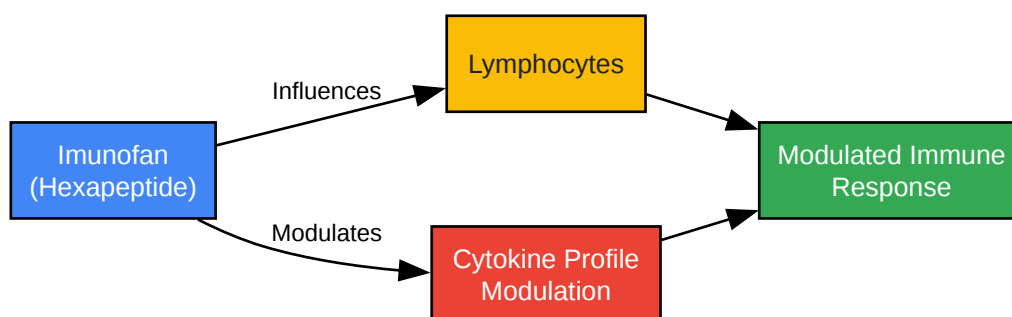 Lymphocytes
Influences
Imunofan
(Hexapeptide)
Modulated Immune
Response
Modulates
Cytokine Profile
Modulation